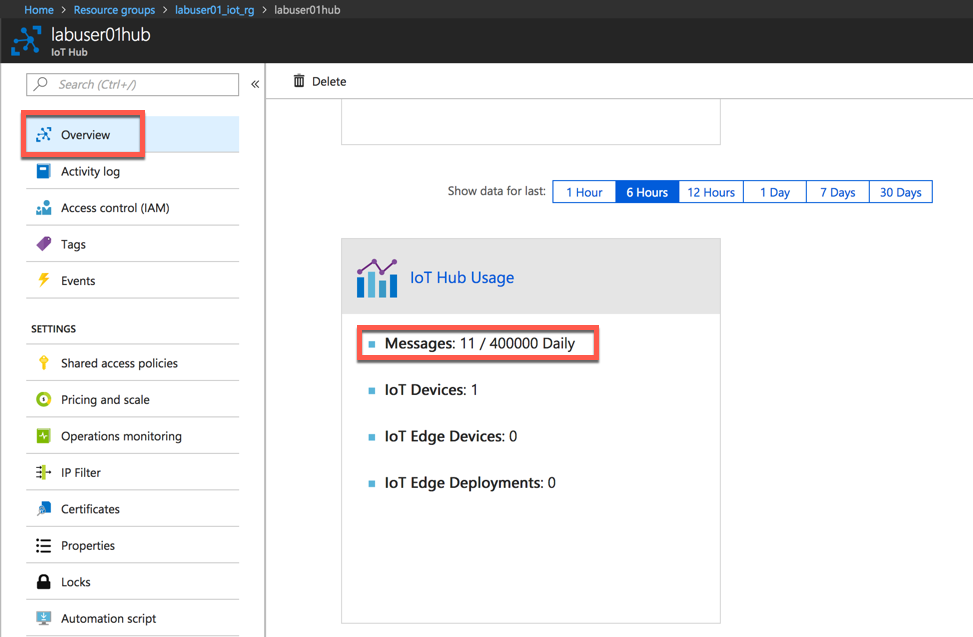 Home > Resource groups > labuser01_iot_rg > labuser01hub
labuser01hub
IoT Hub
Search (Ctrl+/)
«
Delete
Overview
Activity log
Access control (IAM)
Tags
Events
SETTINGS
Shared access policies
Pricing and scale
Operations monitoring
IP Filter
Certificates
Properties
Locks
Automation script
Show data for last: 1 Hour 6 Hours 12 Hours 1 Day 7 Days 30 Days
IoT Hub Usage
Messages: 11 / 400000 Daily
IoT Devices: 1
IoT Edge Devices: 0
IoT Edge Deployments: 0